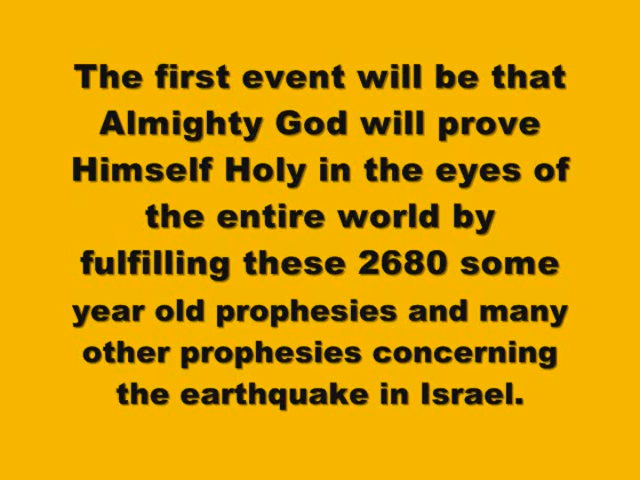 The first event will be that
Almighty God will prove
Himself Holy in the eyes of
the entire world by
fulfilling these 2680 some
year old prophesies and many
other prophesies concerning
the earthquake in Israel.